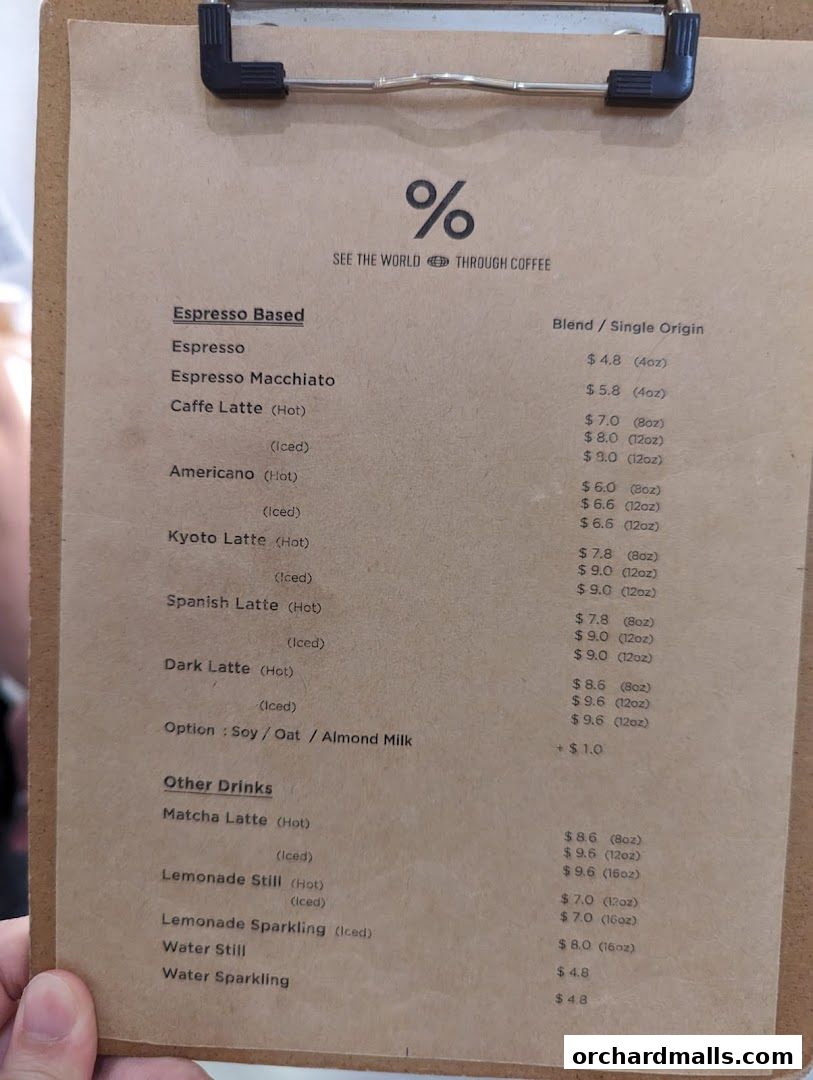 %
SEE THE WORLD THROUGH COFFEE
Espresso Based Blend / Single Origin
Espresso $ 4.8 (4oz)
Espresso Macchiato $ 5.8 (4oz)
Caffe Latte (Hot) $ 7.0 (8oz)
$ 8.0 (12oz)
(Iced) $ 8.0 (12oz)
Americano (Hot) $ 6.0 (8oz)
$ 6.6 (12oz)
(Iced) $ 6.6 (12oz)
Kyoto Latte (Hot) $ 7.8 (8oz)
$ 9.0 (12oz)
(Iced) $ 9.0 (12oz)
Spanish Latte (Hot) $ 7.8 (8oz)
$ 9.0 (12oz)
(Iced) $ 9.0 (12oz)
Dark Latte (Hot) $ 8.6 (8oz)
$ 9.6 (12oz)
(Iced) $ 9.6 (12oz)
Option : Soy / Oat / Almond Milk + $ 1.0
Other Drinks
Matcha Latte (Hot) $ 8.6 (8oz)
$ 9.6 (12oz)
(Iced) $ 9.6 (16oz)
Lemonade Still (Hot) $ 7.0 (12oz)
(Iced) $ 7.0 (16oz)
Lemonade Sparkling (Iced) $ 8.0 (16oz)
Water Still $ 4.8
Water Sparkling $ 4.8
orchardmalls.com